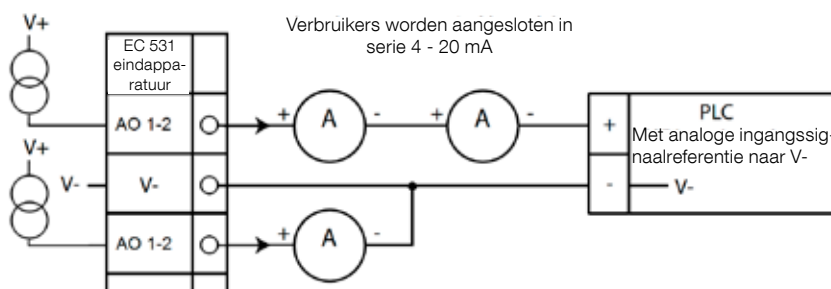 V+
Verbruikers worden aangesloten in
serie 4 - 20 mA
EC 531
eindappa-
ratuur
AO 1-2
+ A -
+ A -
+
PLC
Met analoge ingangssig-
naalreferentie naar V-
V+
V-
V-
-
V-
AO 1-2
+ A -